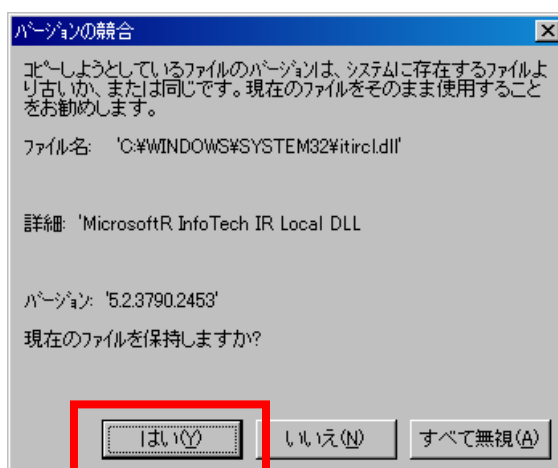 バージョンの競合
コピーしようとしているファイルのバージョンは、システムに存在するファイルよ
り古いか、または同じです。現在のファイルをそのまま使用すること
をお勧めします。
ファイル名: 'C:¥WINDOWS¥SYSTEM32¥itircl.dll'
詳細: 'MicrosoftR InfoTech IR Local DLL
バージョン: '5.2.3790.2453'
現在のファイルを保持しますか?
はい(Y) いいえ(N) すべて無視(A)